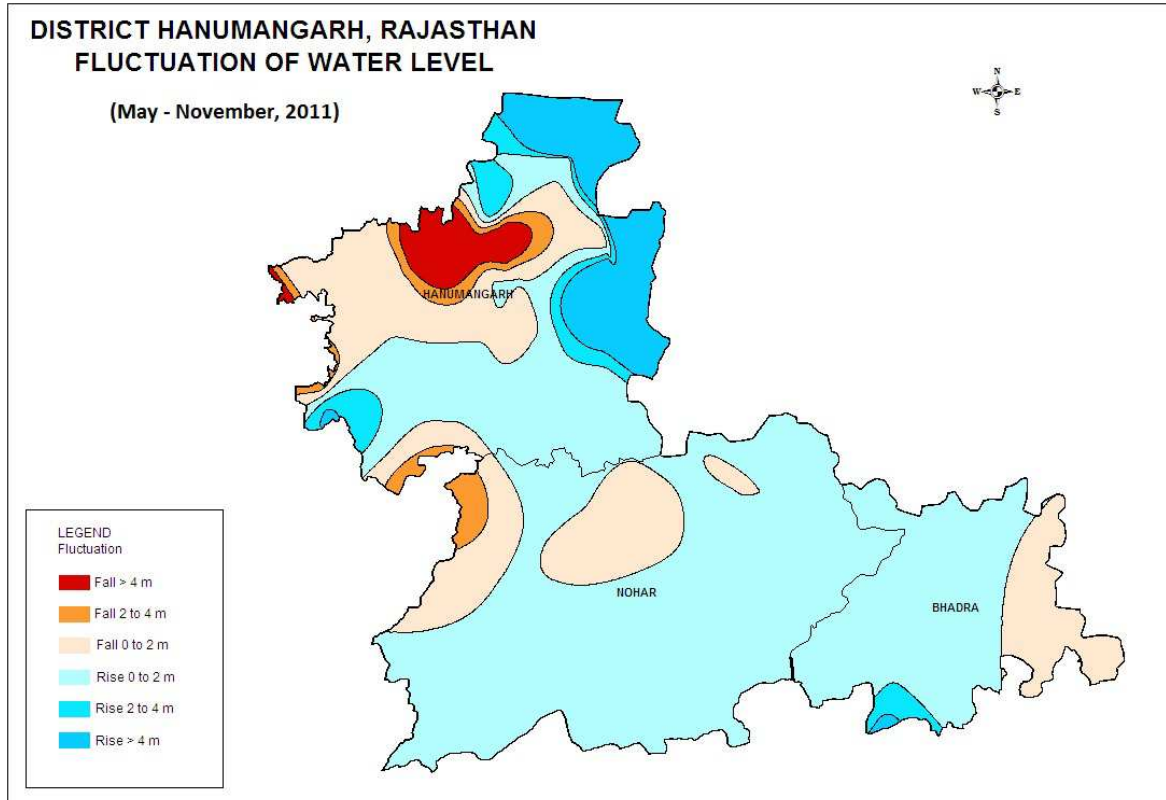 DISTRICT HANUMANGARH, RAJASTHAN
FLUCTUATION OF WATER LEVEL
(May - November, 2011)
N
W E
S
HANUMANGARH
NOHAR
BHADRA
LEGEND
Fluctuation
Fall > 4 m
Fall 2 to 4 m
Fall 0 to 2 m
Rise 0 to 2 m
Rise 2 to 4 m
Rise > 4 m